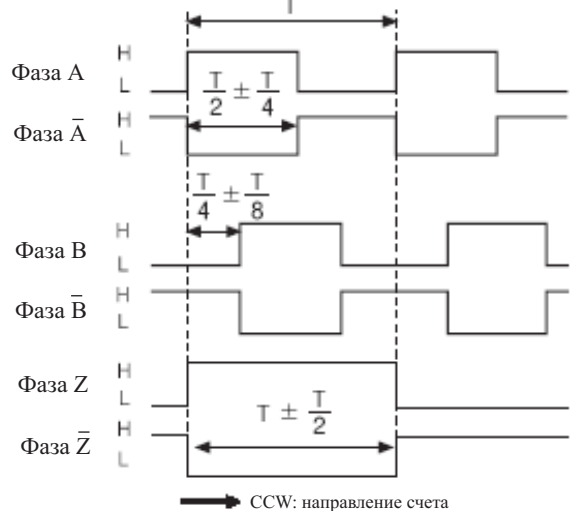 T
H
Фаза A
L
T/2 ± T/4
H
Фаза A̅
L
T/4 ± T/8
H
Фаза B
L
H
Фаза B̅
L
H
Фаза Z
L
T ± T/2
H
Фаза Z̅
L
CCW: направление счета